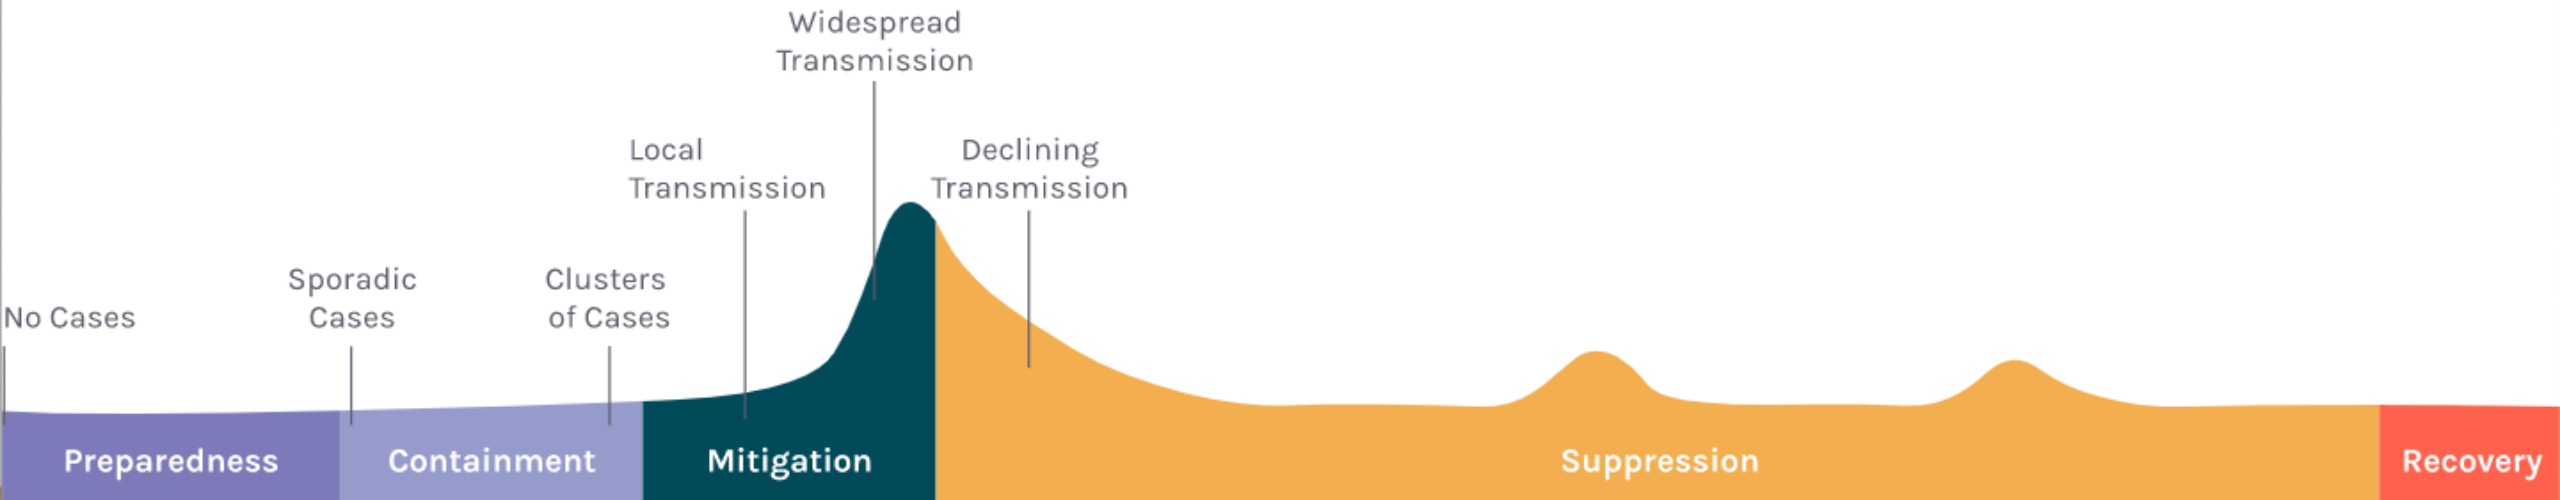 Widespread
Transmission
Local
Transmission
Declining
Transmission
No Cases
Sporadic
Cases
Clusters
of Cases
Preparedness
Containment
Mitigation
Suppression
Recovery